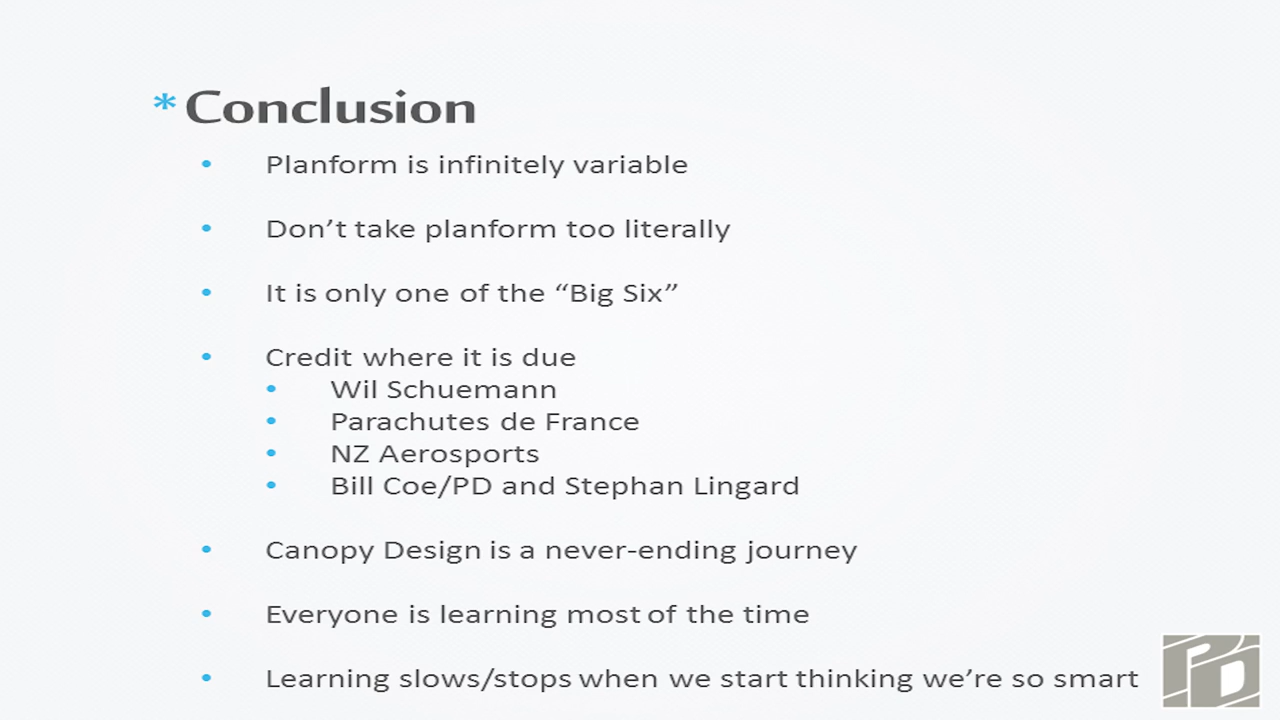 * Conclusion
• Planform is infinitely variable
• Don’t take planform too literally
• It is only one of the “Big Six”
• Credit where it is due
• Wil Schuemann
• Parachutes de France
• NZ Aerosports
• Bill Coe/PD and Stephan Lingard
• Canopy Design is a never-ending journey
• Everyone is learning most of the time
• Learning slows/stops when we start thinking we’re so smart
PD